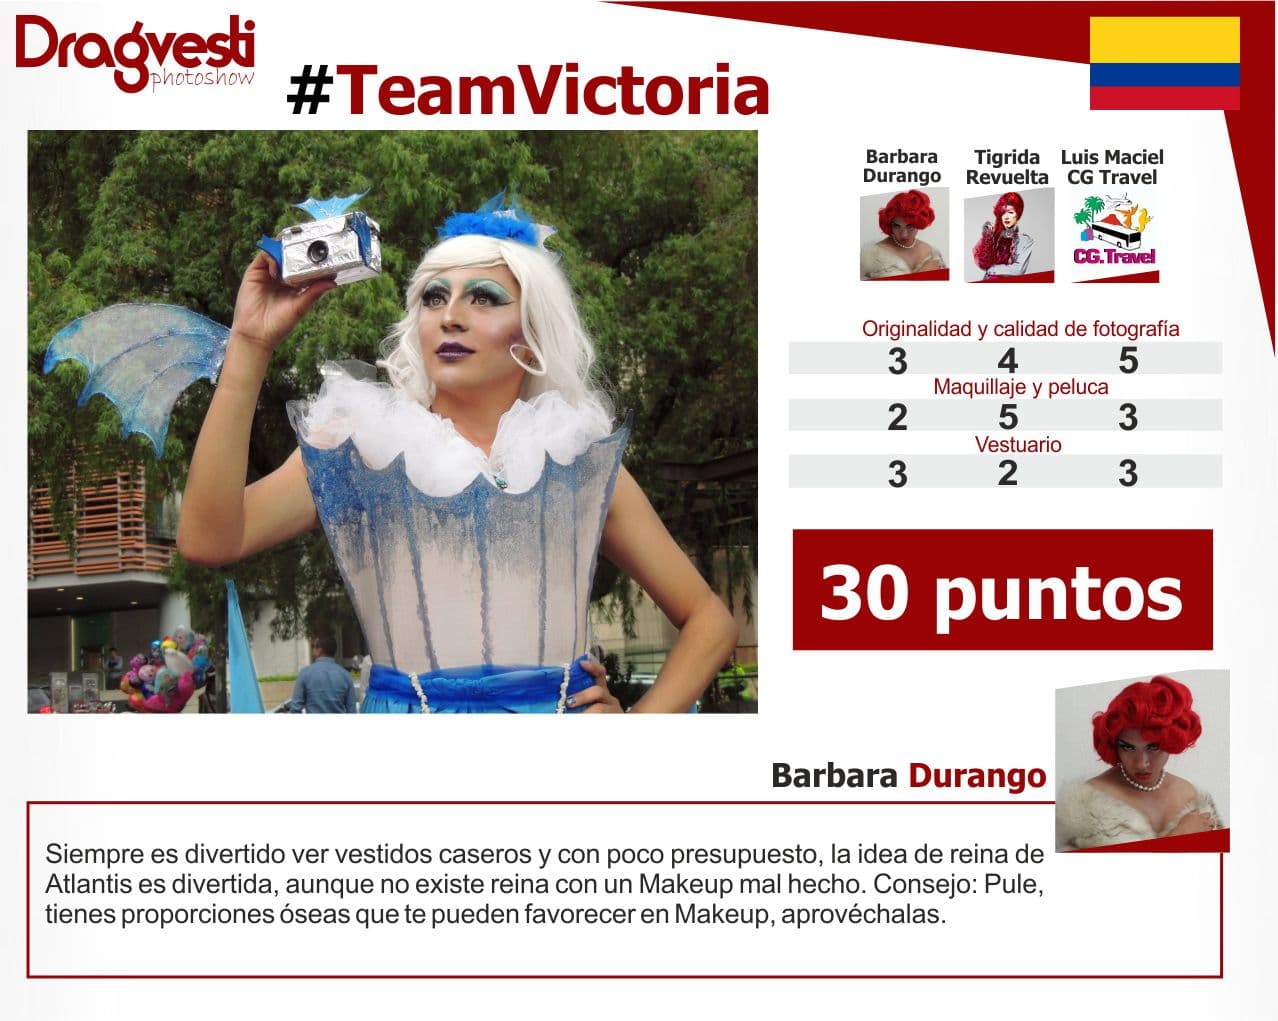 Dragvesti
photoshow
#TeamVictoria
Barbara
Durango
Tigrida
Revuelta
Luis Maciel
CG Travel
CG.Travel
Originalidad y calidad de fotografía
3 4 5
Maquillaje y peluca
2 5 3
Vestuario
3 2 3
30 puntos
Barbara Durango
Siempre es divertido ver vestidos caseros y con poco presupuesto, la idea de reina de
Atlantis es divertida, aunque no existe reina con un Makeup mal hecho. Consejo: Pule,
tienes proporciones óseas que te pueden favorecer en Makeup, aprovéchalas.